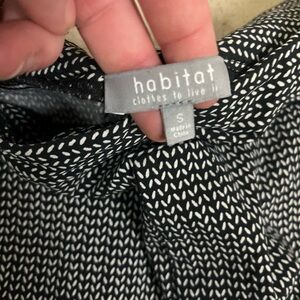 habitat
clothes to live in
S
Made in
China